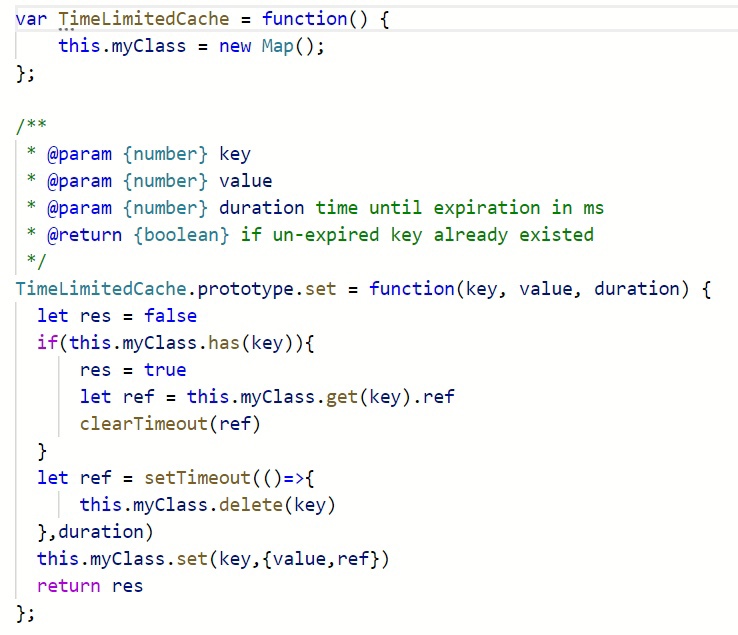 var TimeLimitedCache = function() {
    this.myClass = new Map();
};

/**
 * @param {number} key
 * @param {number} value
 * @param {number} duration time until expiration in ms
 * @return {boolean} if un-expired key already existed
 */
TimeLimitedCache.prototype.set = function(key, value, duration) {
  let res = false
  if(this.myClass.has(key)){
      res = true
      let ref = this.myClass.get(key).ref
      clearTimeout(ref)
  }
  let ref = setTimeout(()=>{
      this.myClass.delete(key)
  },duration)
  this.myClass.set(key,{value,ref})
  return res
};